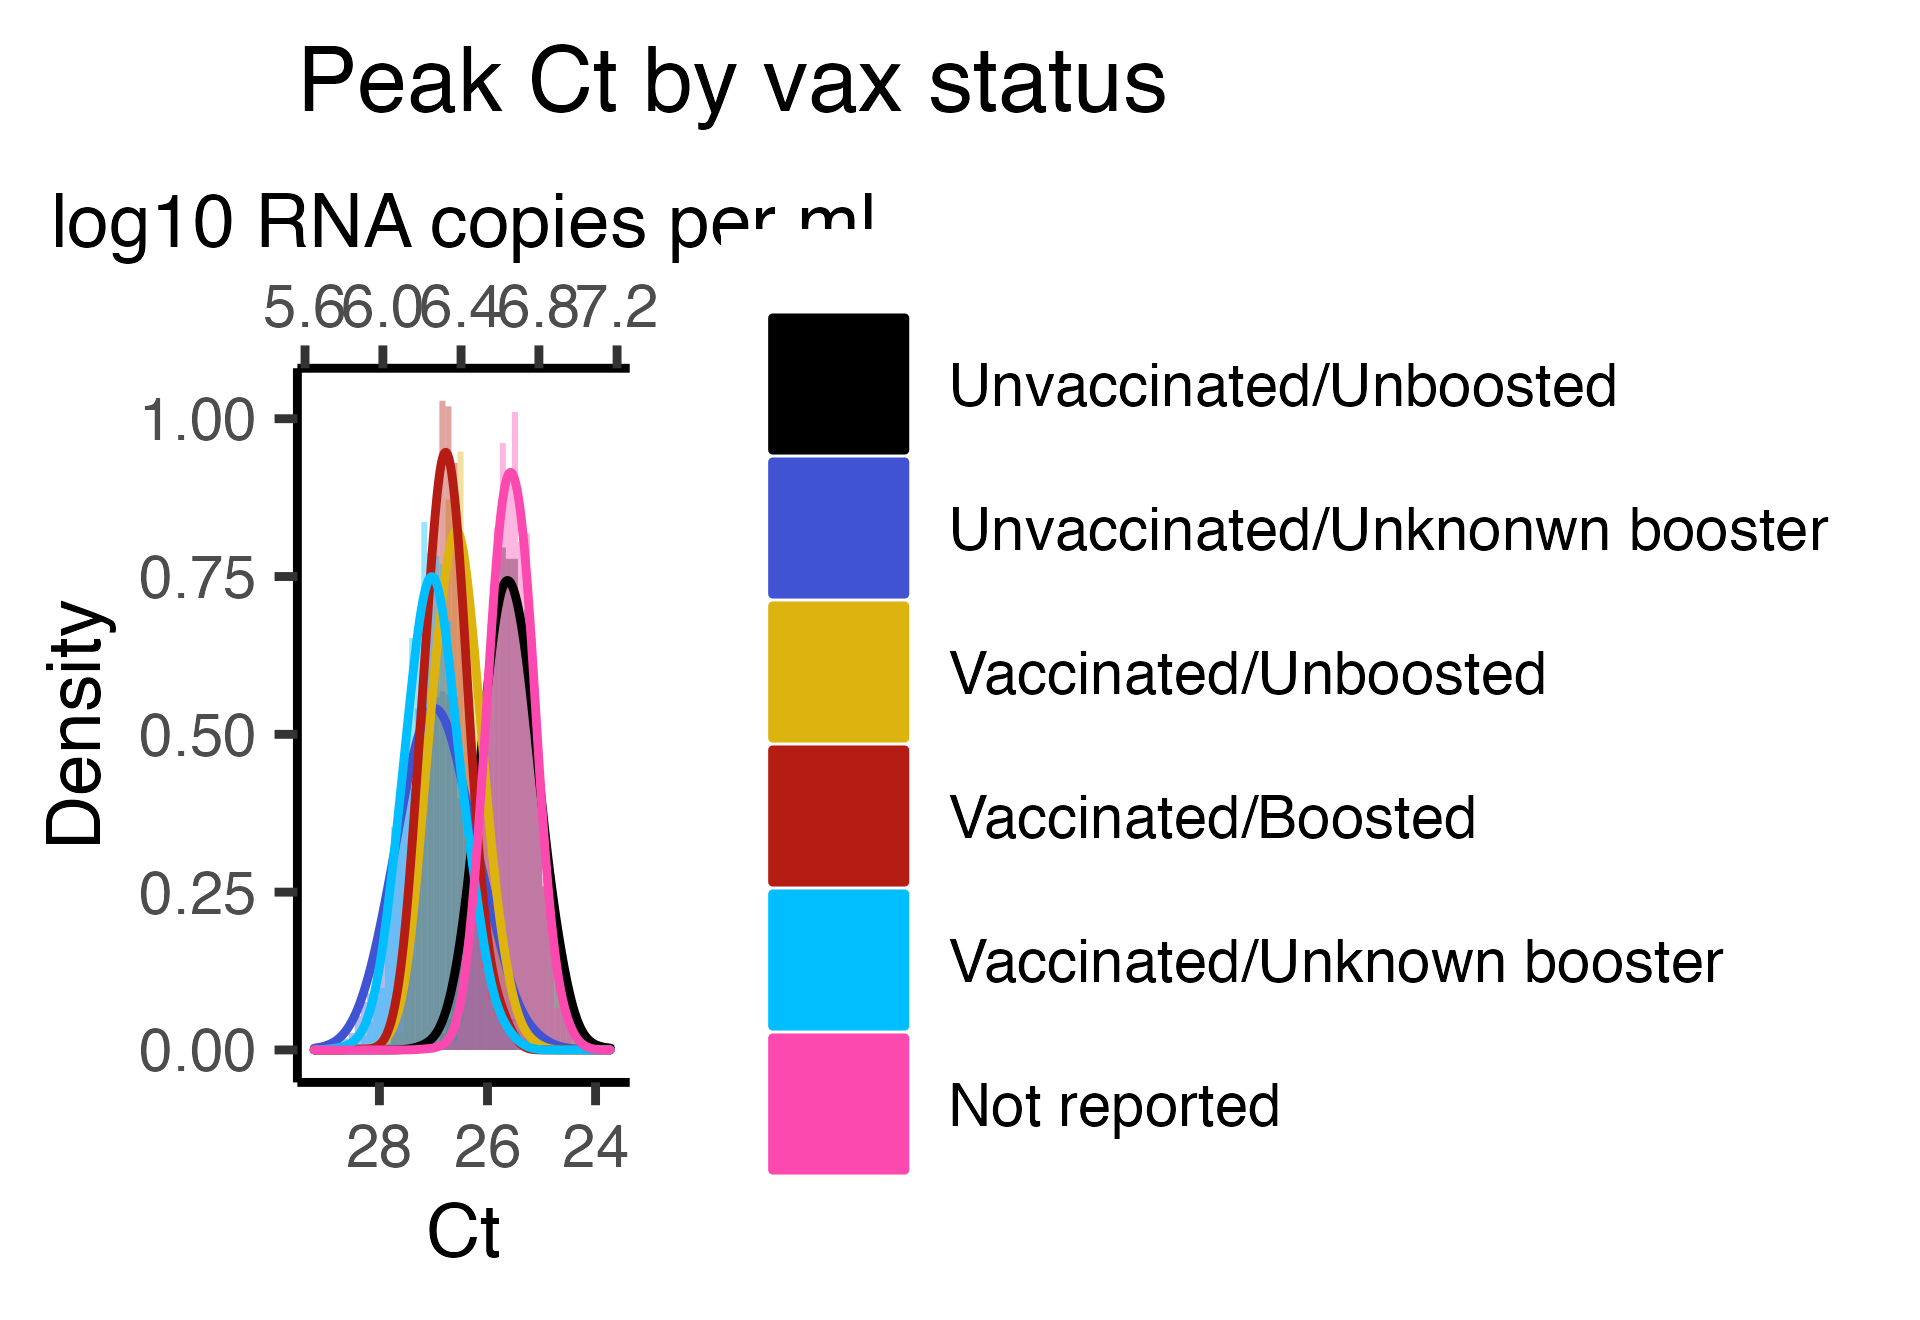 Peak Ct by vax status
log10 RNA copies per ml
5.6 6.0 6.4 6.8 7.2
1.00
0.75
0.50
0.25
0.00
Density
28 26 24
Ct
Unvaccinated/Unboosted
Unvaccinated/Unknonwn booster
Vaccinated/Unboosted
Vaccinated/Boosted
Vaccinated/Unknown booster
Not reported